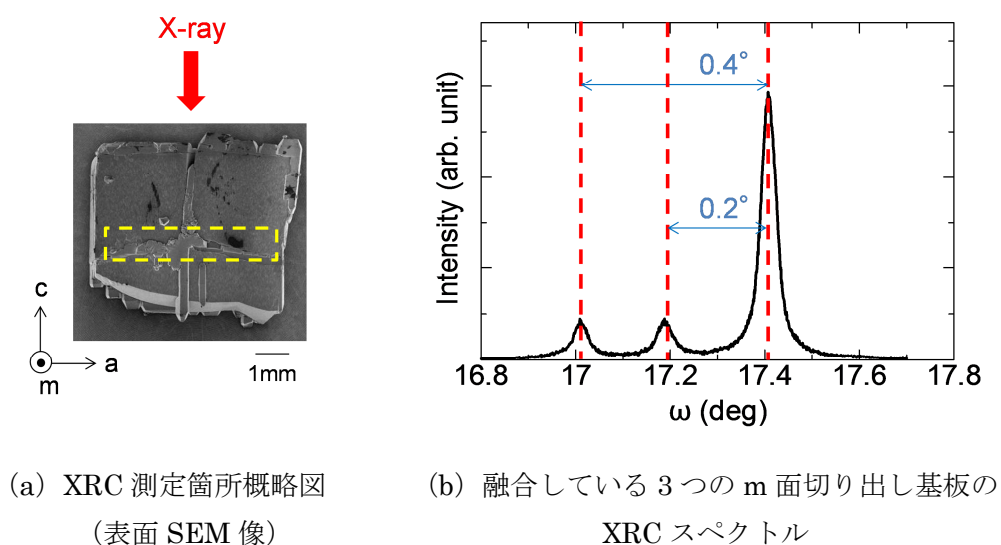 X-ray
c
a
m
1mm
Intensity (arb. unit)
0.4°
0.2°
16.8 17 17.2 17.4 17.6 17.8
ω (deg)
(a) XRC 測定箇所概略図
(表面 SEM 像)
(b) 融合している 3 つの m 面切り出し基板の
XRC スペクトル